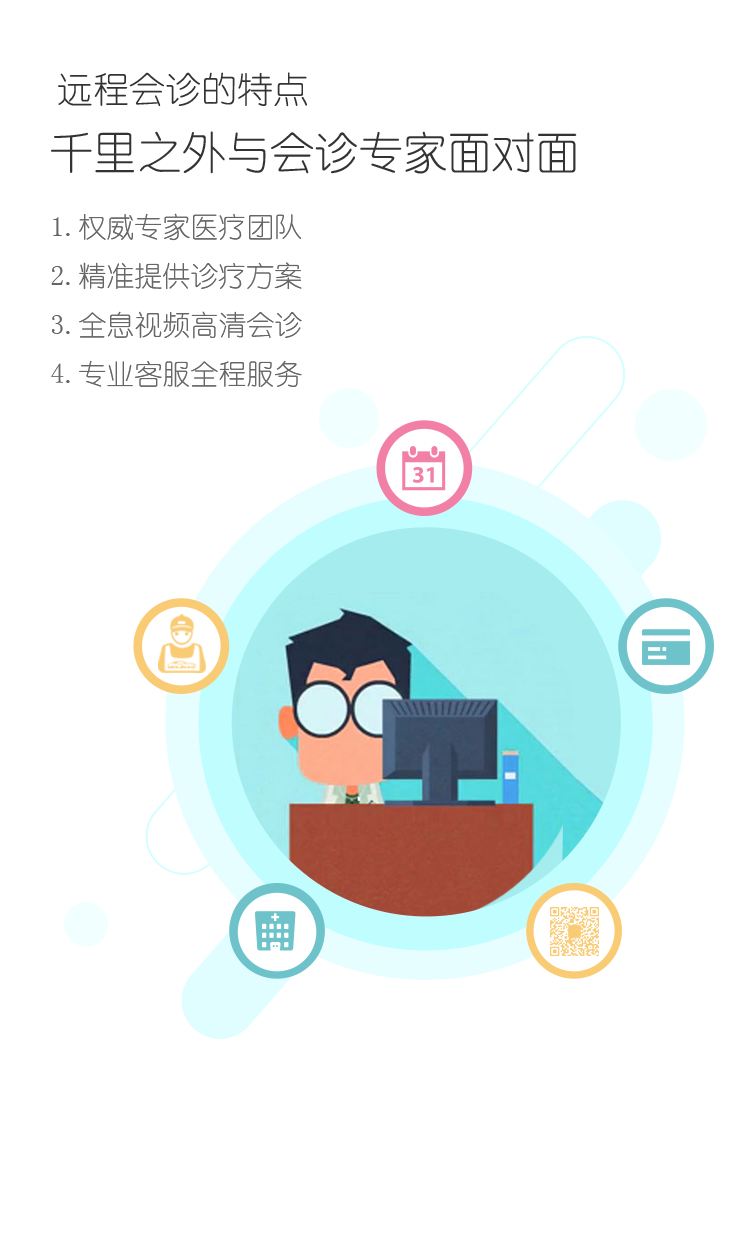 远程会诊的特点
千里之外与会诊专家面对面
1.权威专家医疗团队
2.精准提供诊疗方案
3.全息视频高清会诊
4.专业客服全程服务
31